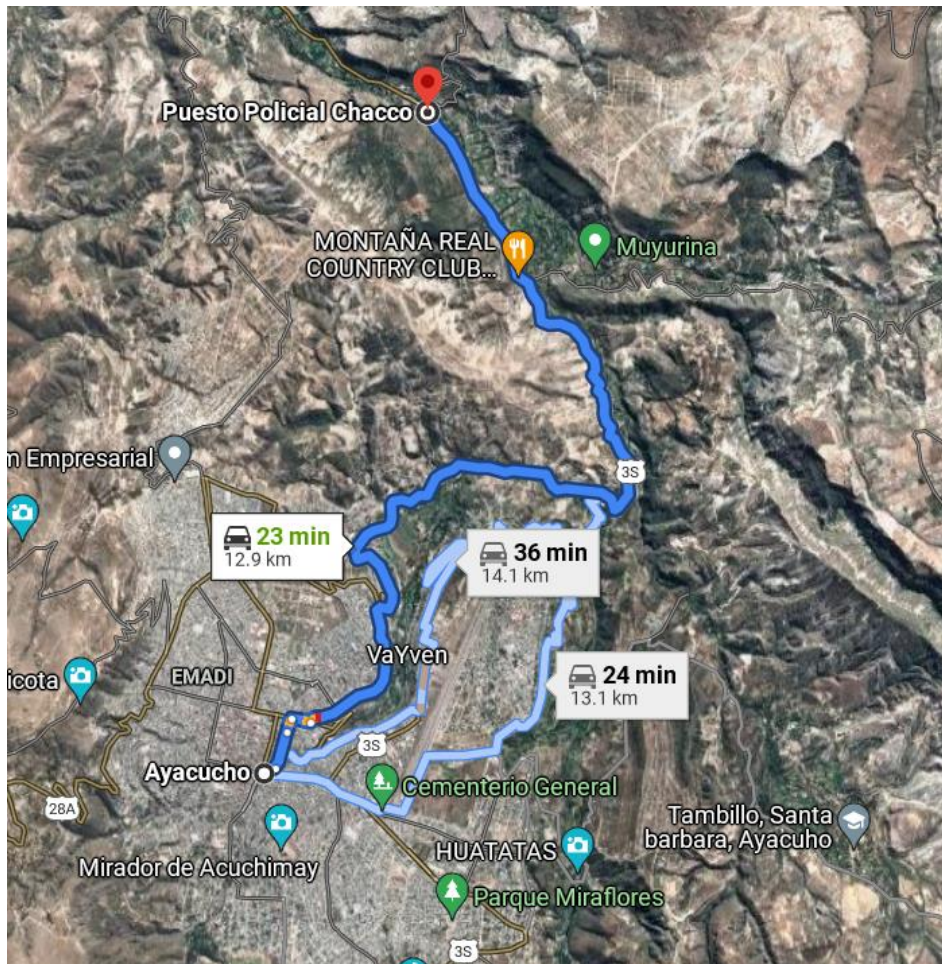 Puesto Policial Chacco
MONTAÑA REAL
COUNTRY CLUB...
Muyurina
3S
m Empresarial
23 min
12.9 km
36 min
14.1 km
VaYven
EMADI
icota
24 min
13.1 km
3S
Ayacucho
Cementerio General
28A
Mirador de Acuchimay
HUATATAS
Tambillo, Santa
barbara, Ayacuho
Parque Miraflores
3S